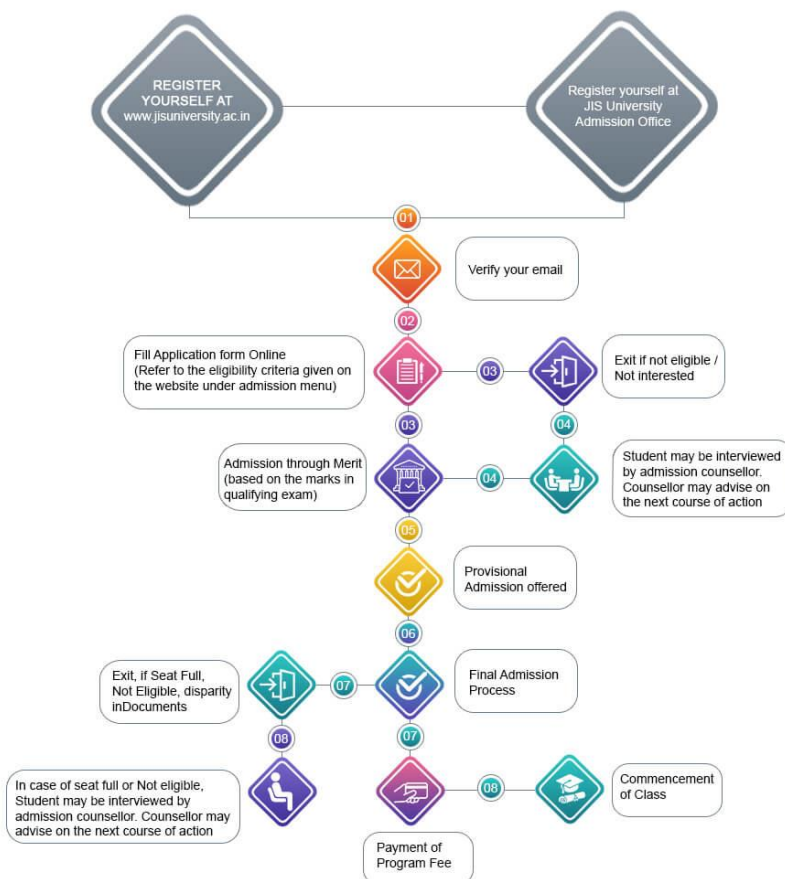 REGISTER
YOURSELF AT
www.jisuniversity.ac.in
Register yourself at
JIS University
Admission Office
01
Verify your email
02
Fill Application form Online
(Refer to the eligibility criteria given on
the website under admission menu)
03
Exit if not eligible /
Not interested
03
04
Admission through Merit
(based on the marks in
qualifying exam)
04
Student may be interviewed
by admission counsellor.
Counsellor may advise on
the next course of action
05
Provisional
Admission offered
06
Exit, if Seat Full,
Not Eligible, disparity
inDocuments
07
Final Admission
Process
08
07
In case of seat full or Not eligible,
Student may be interviewed by
admission counsellor. Counsellor may
advise on the next course of action
08
Commencement
of Class
Payment of
Program Fee